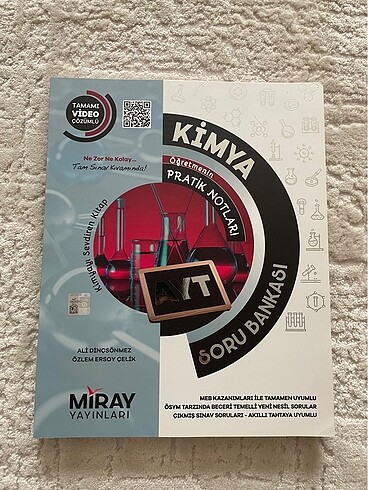 TAMAMI
VİDEO
ÇÖZÜMLÜ
KİMYA
Öğretmenin
PRATİK NOTLARI
Ne Zor Ne Kolay...
Tam Sınav Kıvamında!
Kimyayı Sevdiren Kitap
AYT
SORU BANKASI
ALİ DİNÇSÖNMEZ
ÖZLEM ERSOY ÇELİK
MİRAY
YAYINLARI
MEB KAZANIMLARI İLE TAMAMEN UYUMLU
ÖSYM TARZINDA BECERİ TEMELLİ YENİ NESİL SORULAR
ÇIKMIŞ SINAV SORULARI - AKILLI TAHTAYA UYUMLU